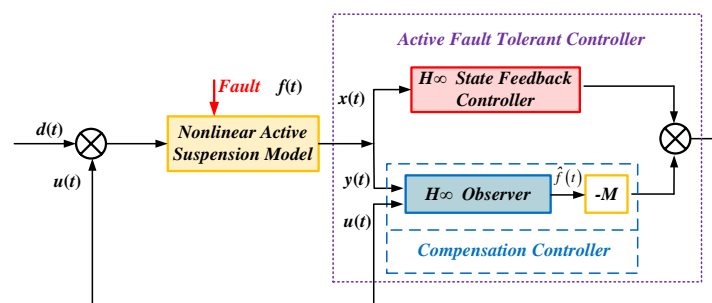 Active Fault Tolerant Controller
Fault f(t)
x(t)
H∞ State Feedback
Controller
d(t)
Nonlinear Active
Suspension Model
u(t)
y(t)
H∞ Observer
f̂(t)
-M
u(t)
Compensation Controller